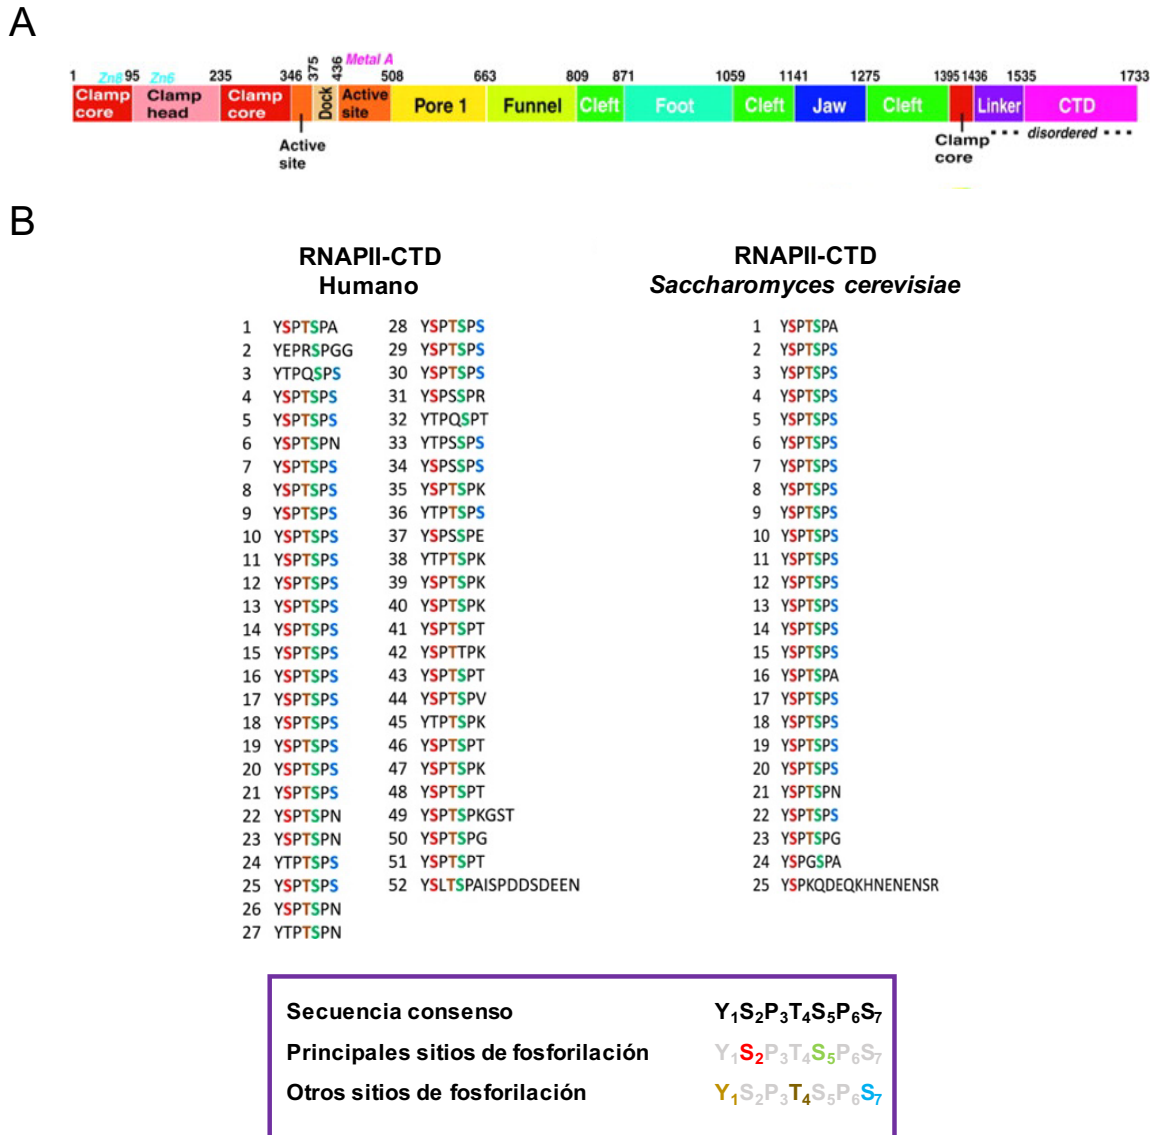 A
1 Zn8 95 Zn6 235 346 375 436 Metal A 508 663 809 871 1059 1141 1275 1395 1436 1535 1733
Clamp core Clamp head Clamp core Dock Active site Pore 1 Funnel Cleft Foot Cleft Jaw Cleft Linker CTD
Active site
Clamp core
disordered
B
RNAPII-CTD
Humano
RNAPII-CTD
Saccharomyces cerevisiae
1 YSPTSPA
2 YEPRSPGG
3 YTPQSPS
4 YSPTSPS
5 YSPTSPS
6 YSPTSPN
7 YSPTSPS
8 YSPTSPS
9 YSPTSPS
10 YSPTSPS
11 YSPTSPS
12 YSPTSPS
13 YSPTSPS
14 YSPTSPS
15 YSPTSPS
16 YSPTSPS
17 YSPTSPS
18 YSPTSPS
19 YSPTSPS
20 YSPTSPS
21 YSPTSPS
22 YSPTSPN
23 YSPTSPN
24 YTPTSPS
25 YSPTSPS
26 YSPTSPN
27 YTPTSPN
28 YSPTSPS
29 YSPTSPS
30 YSPTSPS
31 YSPSSPR
32 YTPQSPT
33 YTPSSPS
34 YSPSSPS
35 YSPTSPK
36 YTPTSPS
37 YSPSSPE
38 YTPTSPK
39 YSPTSPK
40 YSPTSPK
41 YSPTSPT
42 YSPTTPK
43 YSPTSPT
44 YSPTSPV
45 YTPTSPK
46 YSPTSPT
47 YSPTSPK
48 YSPTSPT
49 YSPTSPKGST
50 YSPTSPG
51 YSPTSPT
52 YSLTSPAISPDDSDEEN
1 YSPTSPA
2 YSPTSPS
3 YSPTSPS
4 YSPTSPS
5 YSPTSPS
6 YSPTSPS
7 YSPTSPS
8 YSPTSPS
9 YSPTSPS
10 YSPTSPS
11 YSPTSPS
12 YSPTSPS
13 YSPTSPS
14 YSPTSPS
15 YSPTSPS
16 YSPTSPA
17 YSPTSPS
18 YSPTSPS
19 YSPTSPS
20 YSPTSPS
21 YSPTSPN
22 YSPTSPS
23 YSPTSPG
24 YSPGSPA
25 YSPKQDEQKHNENENSR
Secuencia consenso Y1S2P3T4S5P6S7
Principales sitios de fosforilación Y1S2P3T4S5P6S7
Otros sitios de fosforilación Y1S2P3T4S5P6S7